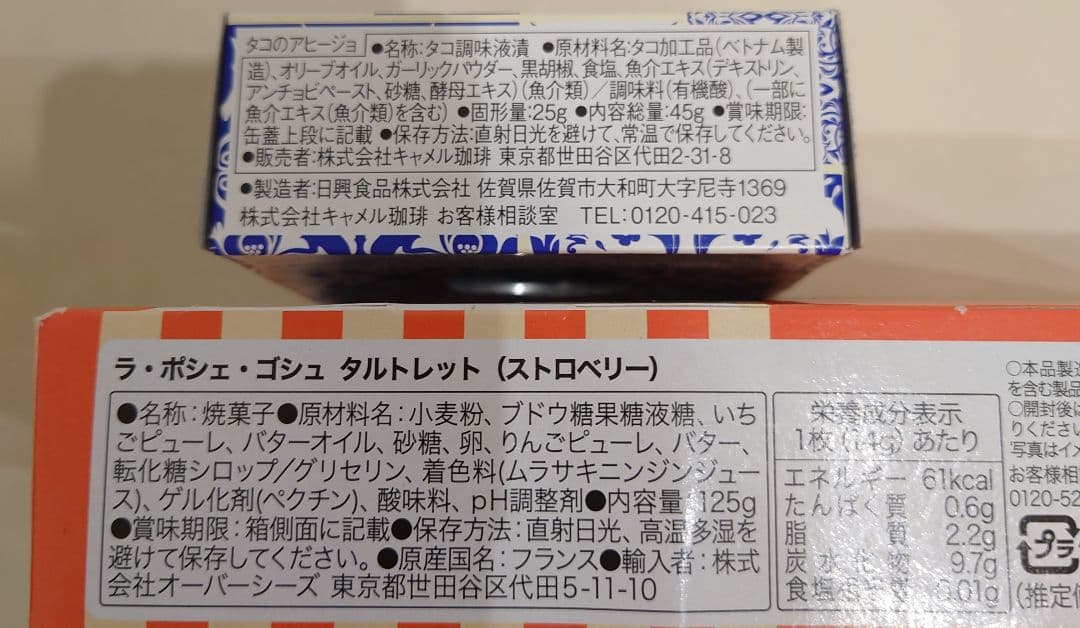 タコのアヒージョ ●名称:タコ調味液漬 ●原材料名:タコ加工品(ベトナム製
造)、オリーブオイル、ガーリックパウダー、黒胡椒、食塩、魚介エキス(デキストリン、
アンチョビペースト、砂糖、酵母エキス)(魚介類)/調味料(有機酸)、(一部に
魚介エキス(魚介類)を含む) ●固形量:25g ●内容総量:45g ●賞味期限:
缶蓋上段に記載 ●保存方法:直射日光を避けて、常温で保存してください。
●販売者:株式会社キャメル珈琲 東京都世田谷区代田2-31-8
●製造者:日興食品株式会社 佐賀県佐賀市大和町大字尼寺1369
株式会社キャメル珈琲 お客様相談室 TEL:0120-415-023
ラ・ポシェ・ゴシュ タルトレット (ストロベリー)
●名称:焼菓子●原材料名:小麦粉、ブドウ糖果糖液糖、いち
ごピューレ、バターオイル、砂糖、卵、りんごピューレ、バター、
転化糖シロップ/グリセリン、着色料(ムラサキニンジンジュー
ス)、ゲル化剤(ペクチン)、酸味料、pH調整剤●内容量:125g
●賞味期限:箱側面に記載●保存方法:直射日光、高温多湿を
避けて保存してください。●原産国名:フランス●輸入者:株式
会社オーバーシーズ 東京都世田谷区代田5-11-10
栄養成分表示
1枚(14g)あたり
エネルギー 61kcal
たんぱく質 0.6g
脂質 2.2g
炭水化物 9.7g
食塩相当量 0.01g
○本品製造
を含む製品
○開封後は
りください
写真はイメ
お客様相
0120-52
プラ
(推定値